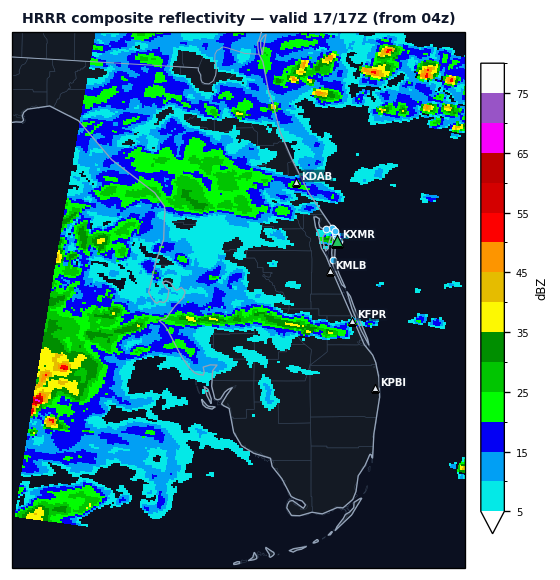 HRRR composite reflectivity — valid 17/17Z (from 04z)
75
65
55
45
35
25
15
5
dBZ
KDAB
KXMR
KMLB
KFPR
KPBI